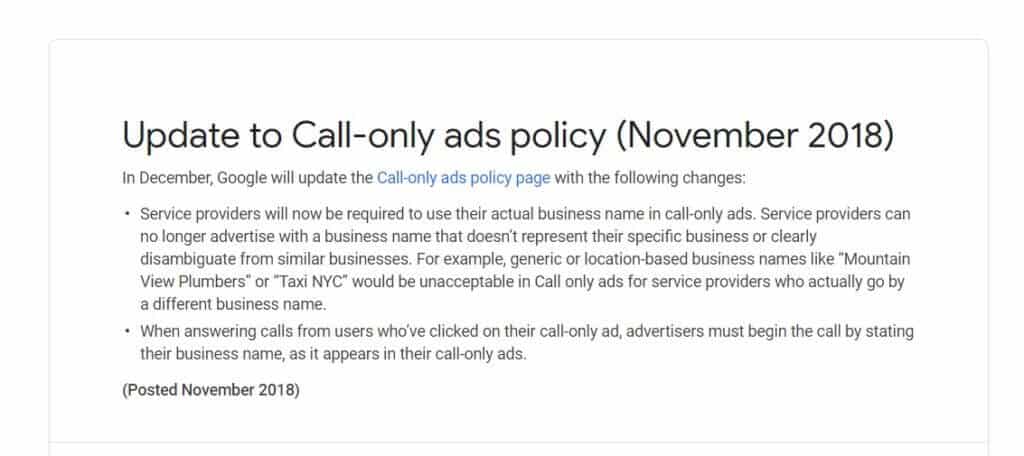 Update to Call-only ads policy (November 2018)
In December, Google will update the Call-only ads policy page with the following changes:
• Service providers will now be required to use their actual business name in call-only ads. Service providers can
no longer advertise with a business name that doesn't represent their specific business or clearly
disambiguate from similar businesses. For example, generic or location-based business names like "Mountain
View Plumbers" or "Taxi NYC" would be unacceptable in Call only ads for service providers who actually go by
a different business name.
• When answering calls from users who've clicked on their call-only ad, advertisers must begin the call by stating
their business name, as it appears in their call-only ads.
(Posted November 2018)